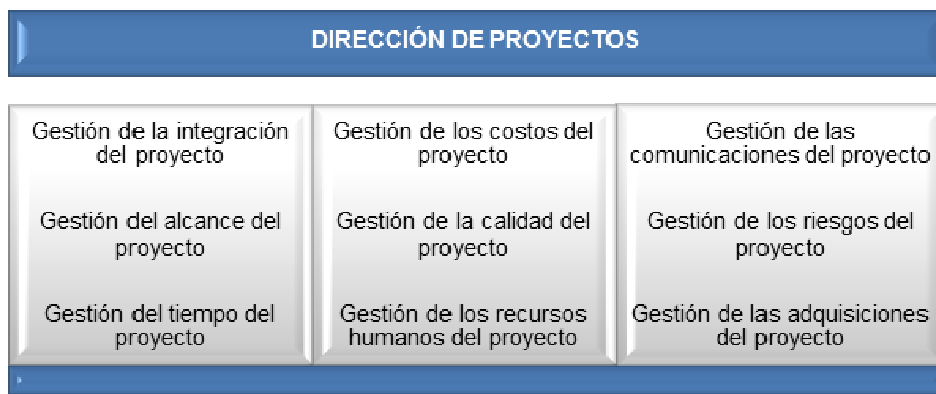 DIRECCIÓN DE PROYECTOS
Gestión de la integración
del proyecto
Gestión del alcance del
proyecto
Gestión del tiempo del
proyecto
Gestión de los costos del
proyecto
Gestión de la calidad del
proyecto
Gestión de los recursos
humanos del proyecto
Gestión de las
comunicaciones del proyecto
Gestión de los riesgos del
proyecto
Gestión de las adquisiciones
del proyecto